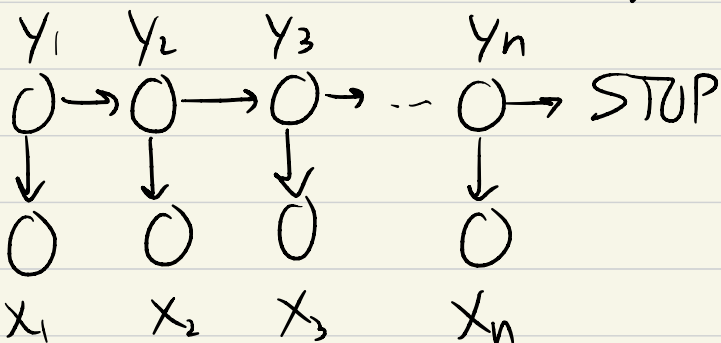 Y₁ Y₂ Y₃ Yn
... STOP
X₁ X₂ X₃ Xn